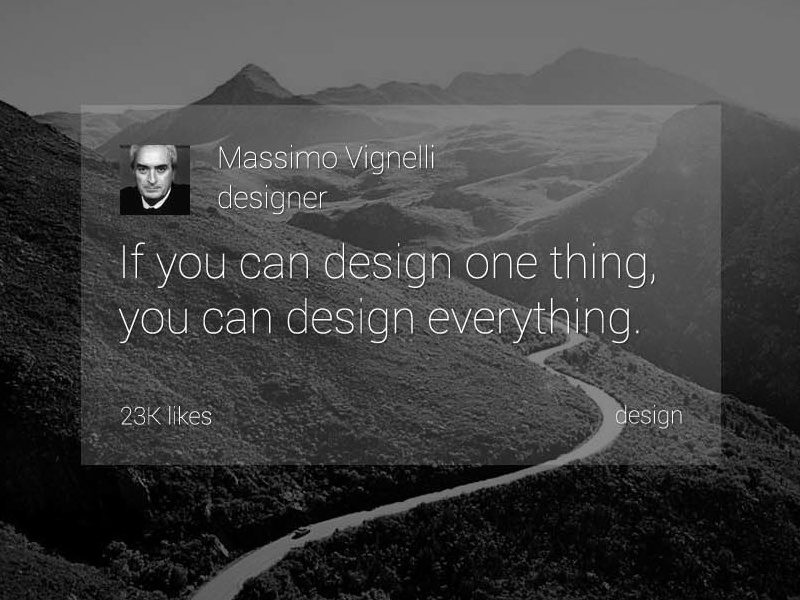 Massimo Vignelli
designer
If you can design one thing,
you can design everything.
23K likes
design